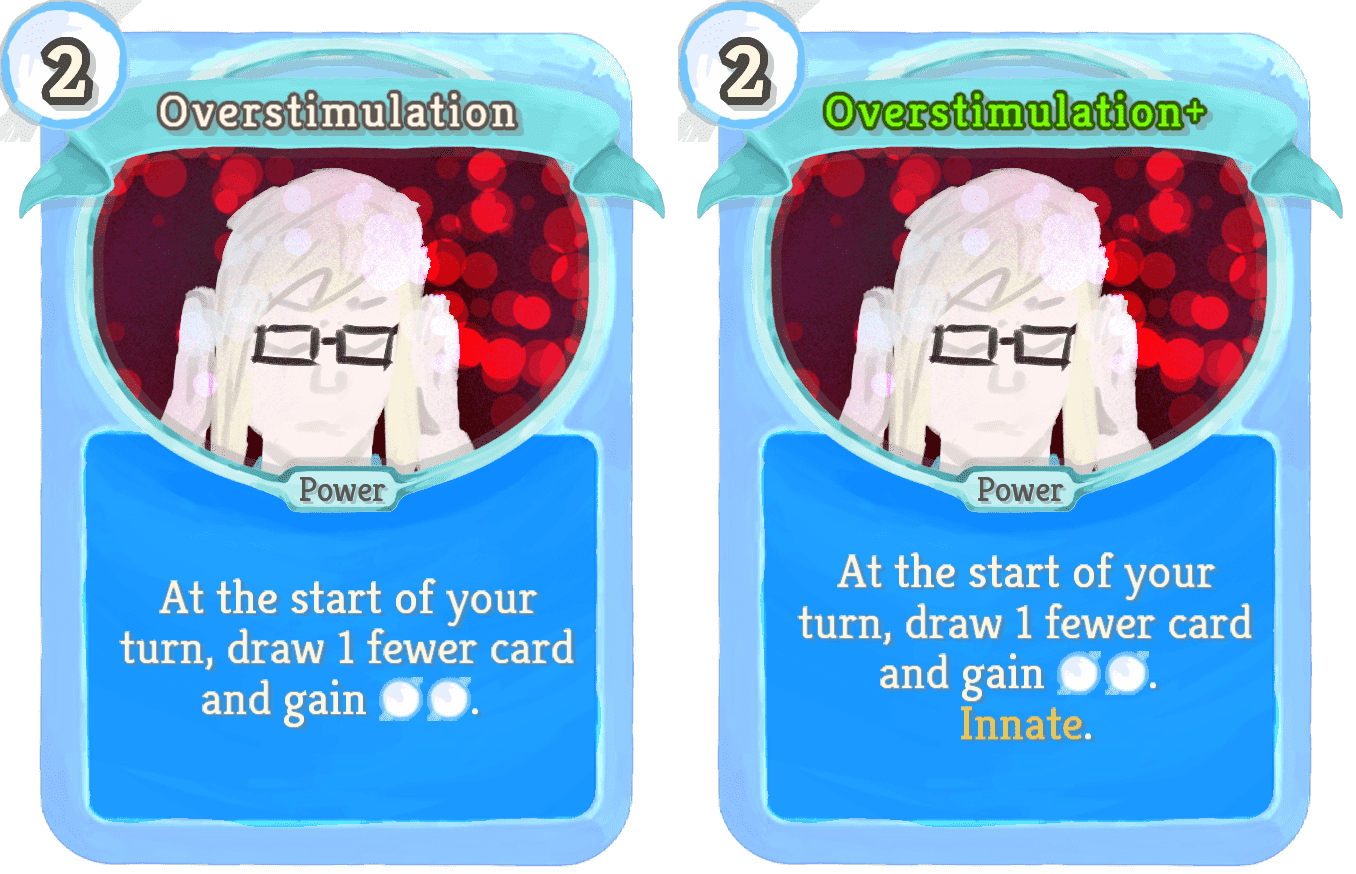 2
Overstimulation
Power
At the start of your
turn, draw 1 fewer card
and gain .
2
Overstimulation+
Power
At the start of your
turn, draw 1 fewer card
and gain .
Innate.